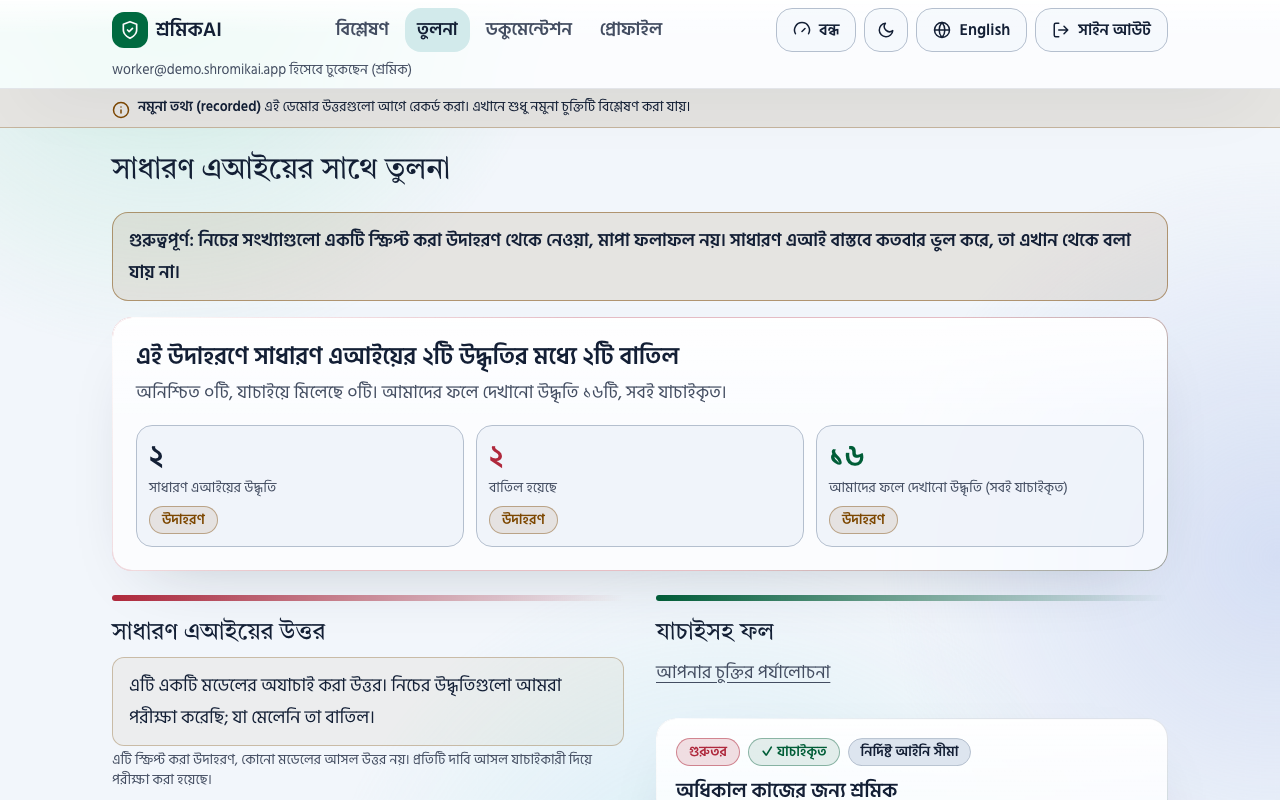 শ্রমিকAI
বিশ্লেষণ
তুলনা
ডকুমেন্টেশন
প্রোফাইল
বন্ধ
English
সাইন আউট
worker@demo.shromikai.app হিসেবে ঢুকেছেন (শ্রমিক)
নমুনা তথ্য (recorded) এই ডেমোর উত্তরগুলো আগে রেকর্ড করা। এখানে শুধু নমুনা চুক্তিটি বিশ্লেষণ করা যায়।
সাধারণ এআইয়ের সাথে তুলনা
গুরুত্বপূর্ণ: নিচের সংখ্যাগুলো একটি স্ক্রিপ্ট করা উদাহরণ থেকে নেওয়া, মাপা ফলাফল নয়। সাধারণ এআই বাস্তবে কতবার ভুল করে, তা এখান থেকে বলা
যায় না।
এই উদাহরণে সাধারণ এআইয়ের ২টি উদ্ধৃতির মধ্যে ২টি বাতিল
অনিশ্চিত ০টি, যাচাইয়ে মিলেছে ০টি। আমাদের ফলে দেখানো উদ্ধৃতি ১৬টি, সবই যাচাইকৃত।
২
সাধারণ এআইয়ের উদ্ধৃতি
উদাহরণ
২
বাতিল হয়েছে
উদাহরণ
১৬
আমাদের ফলে দেখানো উদ্ধৃতি (সবই যাচাইকৃত)
উদাহরণ
সাধারণ এআইয়ের উত্তর
এটি একটি মডেলের অযাচাই করা উত্তর। নিচের উদ্ধৃতিগুলো আমরা
পরীক্ষা করেছি; যা মেলেনি তা বাতিল।
এটি স্ক্রিপ্ট করা উদাহরণ, কোনো মডেলের আসল উত্তর নয়। প্রতিটি দাবি আসল যাচাইকারী দিয়ে
পরীক্ষা করা হয়েছে।
যাচাইসহ ফল
আপনার চুক্তির পর্যালোচনা
গুরুতর
✓ যাচাইকৃত
নির্দিষ্ট আইনি সীমা
অধিকাল কাজের জন্য শ্রমিক